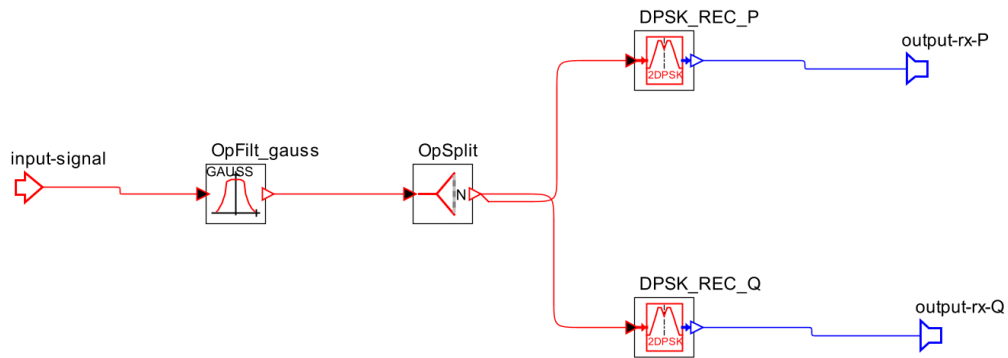 DPSK_REC_P
output-rx-P
2DPSK
input-signal
OpFilt_gauss
GAUSS
OpSplit
N
DPSK_REC_Q
output-rx-Q
2DPSK